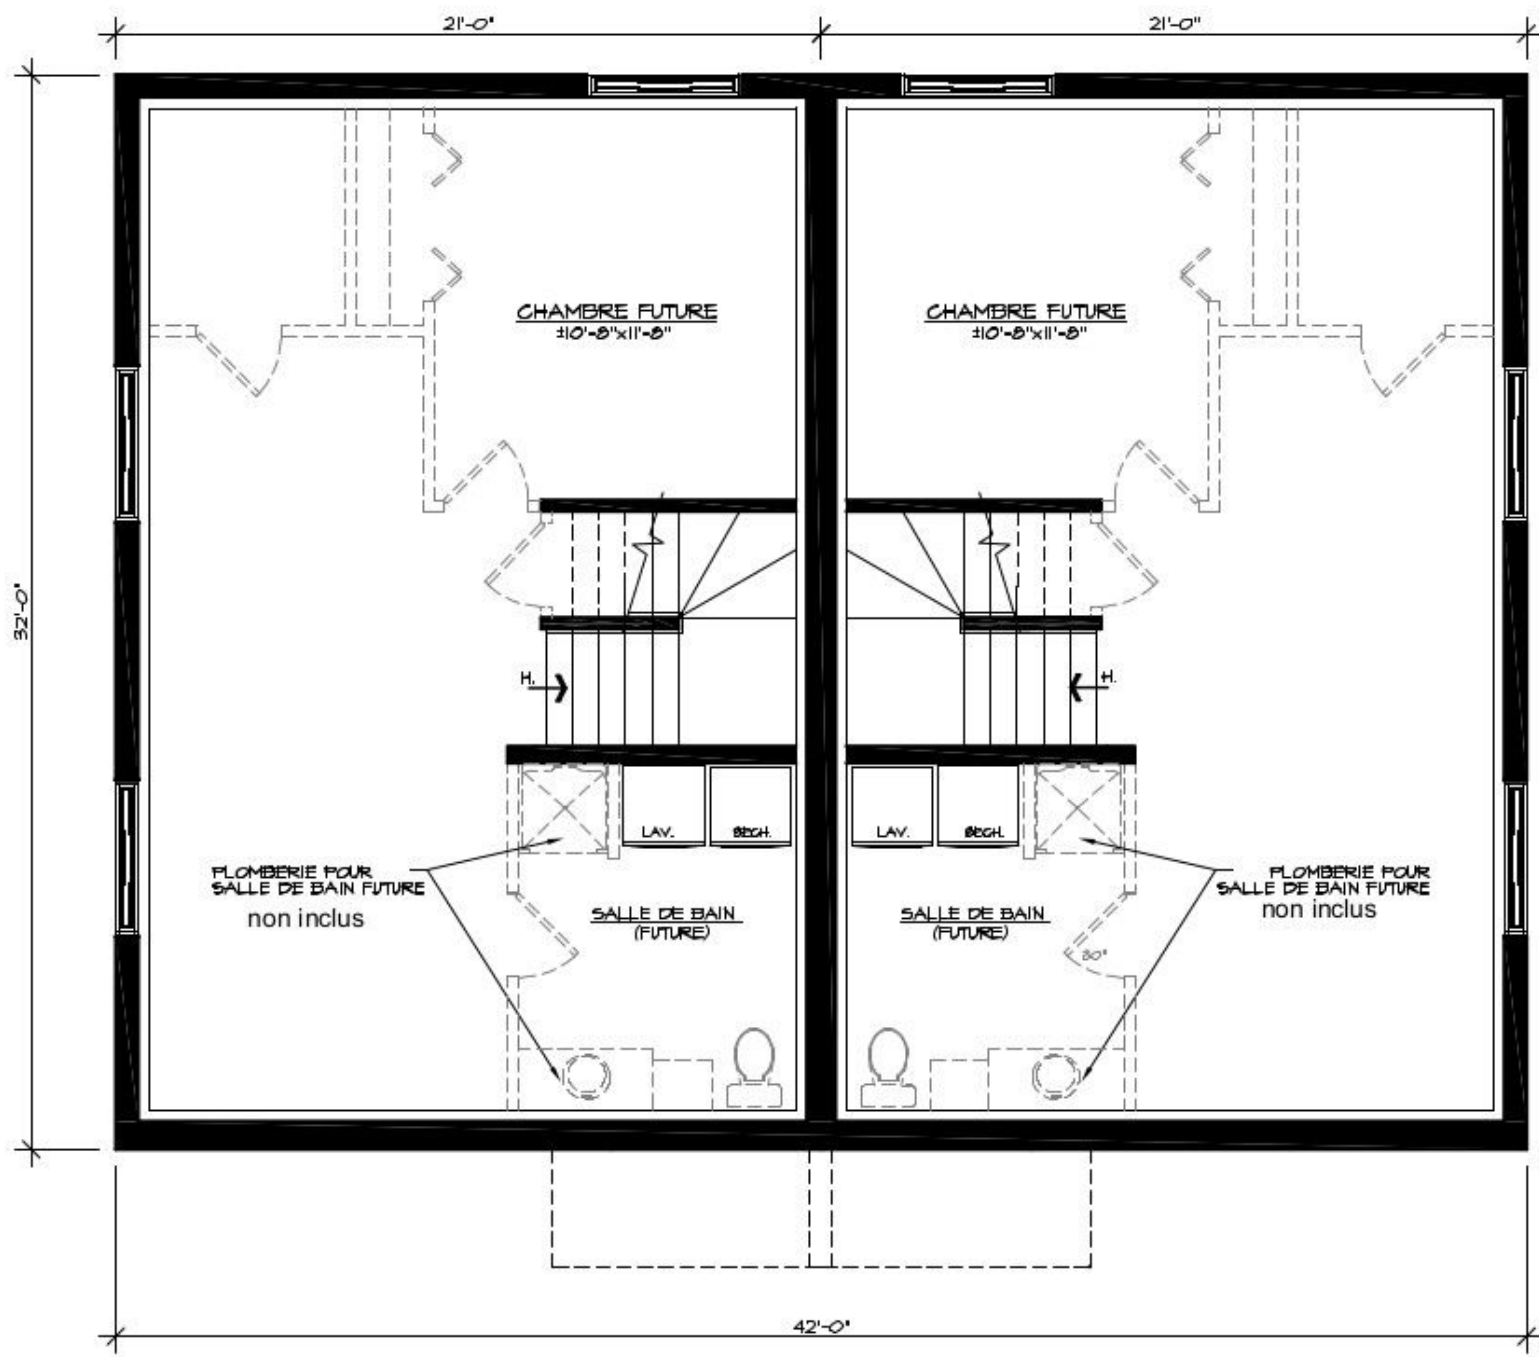 21'-0" 21'-0"
CHAMBRE FUTURE
±10'-8"x11'-8"
CHAMBRE FUTURE
±10'-8"x11'-8"
32'-0"
H.
H.
LAV. SECH.
LAV. SECH.
PLOMBERIE POUR
SALLE DE BAIN FUTURE
non inclus
SALLE DE BAIN
(FUTURE)
SALLE DE BAIN
(FUTURE)
30"
PLOMBERIE POUR
SALLE DE BAIN FUTURE
non inclus
42'-0"